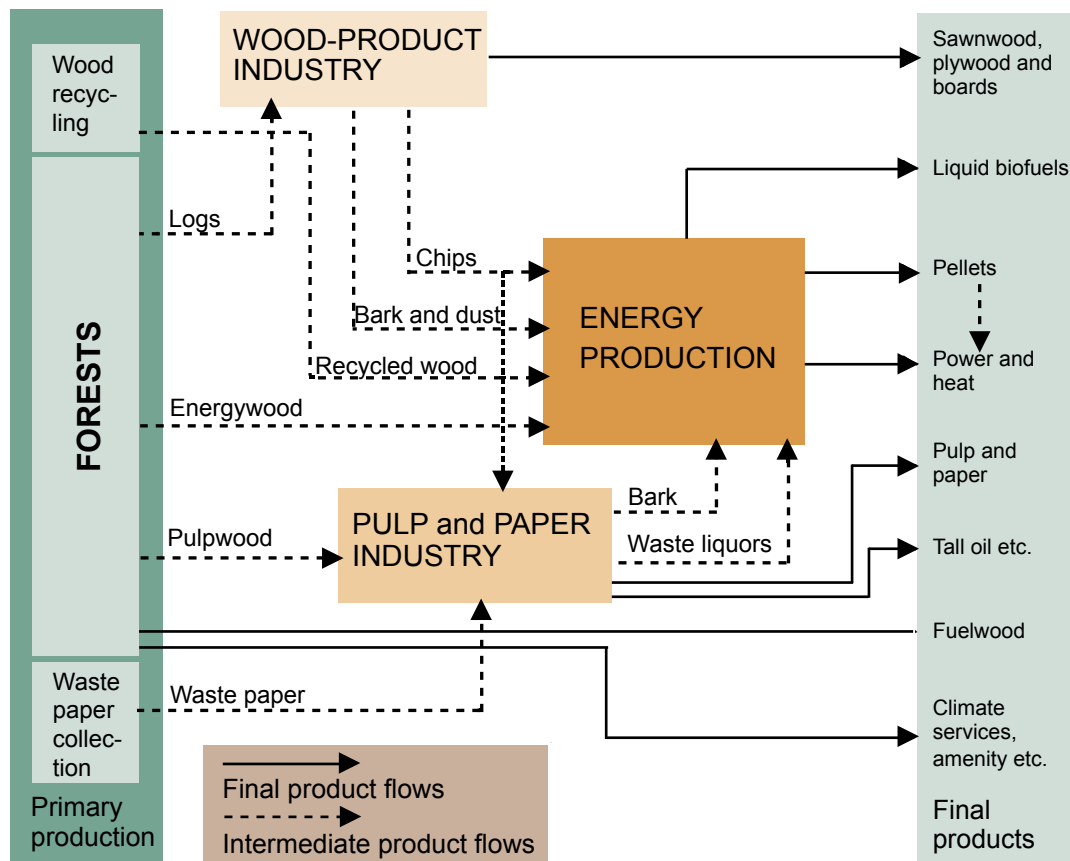 Wood
recyc-
ling
FORESTS
Waste
paper
collec-
tion
Primary
production
WOOD-PRODUCT
INDUSTRY
Logs
Chips
Bark and dust
Recycled wood
Energywood
Pulpwood
Waste paper
ENERGY
PRODUCTION
PULP and PAPER
INDUSTRY
Bark
Waste liquors
Final product flows
Intermediate product flows
Sawnwood,
plywood and
boards
Liquid biofuels
Pellets
Power and
heat
Pulp and
paper
Tall oil etc.
Fuelwood
Climate
services,
amenity etc.
Final
products